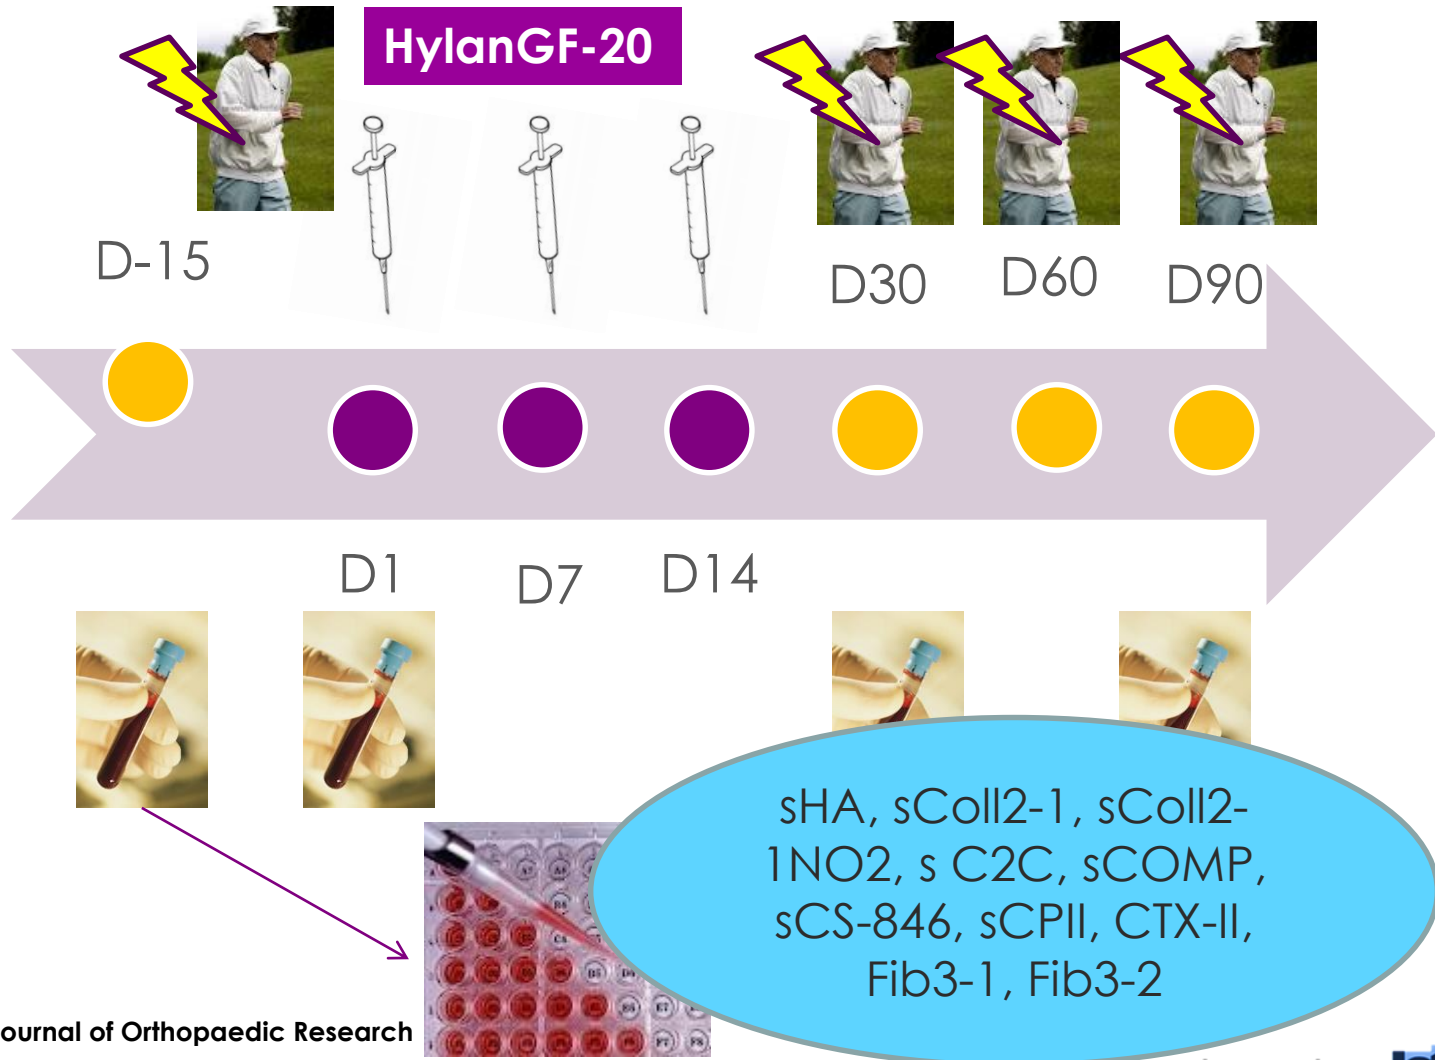 HylanGF-20
D-15
D30
D60
D90
D1
D7
D14
sHA, sColl2-1, sColl2-
1NO2, s C2C, sCOMP,
sCS-846, sCPII, CTX-II,
Fib3-1, Fib3-2
ournal of Orthopaedic Research